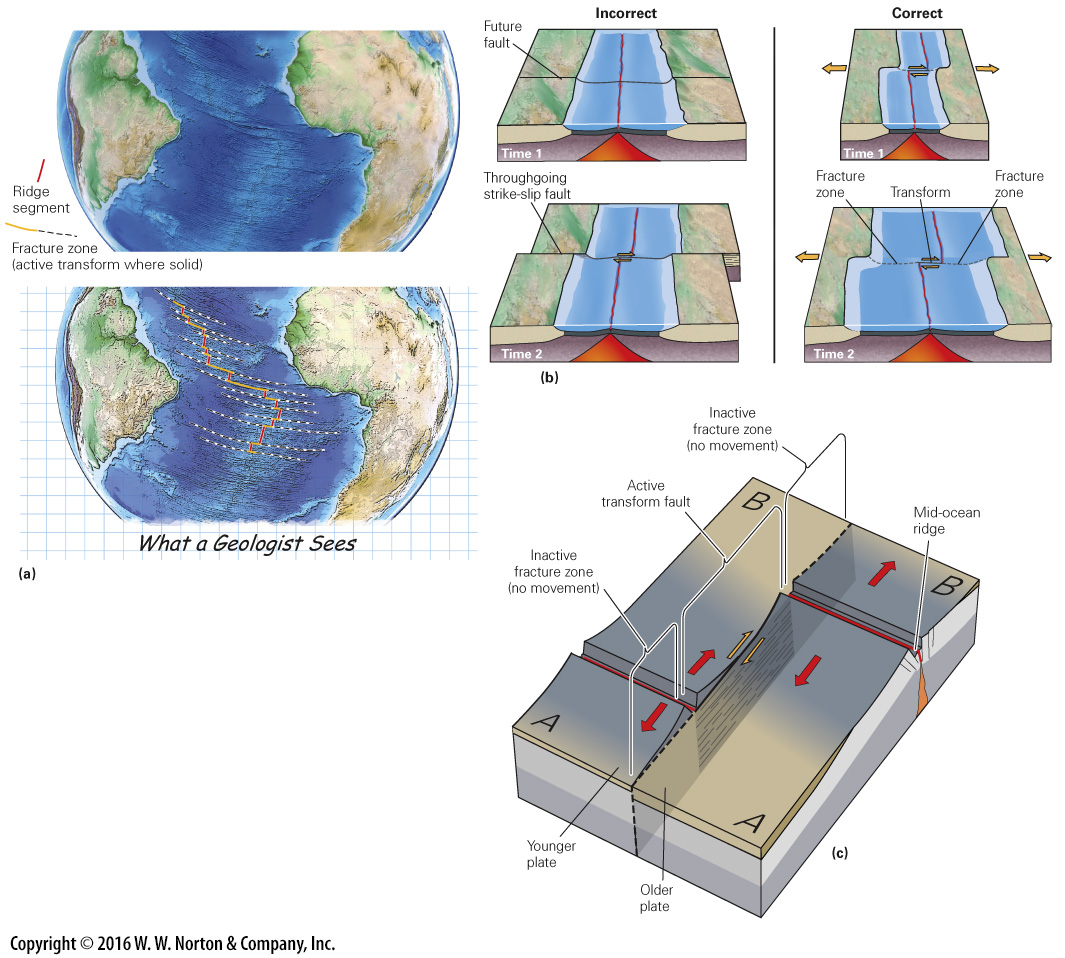 Ridge
segment
Fracture zone
(active transform where solid)
What a Geologist Sees
(a)
Incorrect
Future
fault
Time 1
Throughgoing
strike-slip fault
Time 2
(b)
Correct
Time 1
Fracture
zone
Transform
Fracture
zone
Time 2
Inactive
fracture zone
(no movement)
Active
transform fault
Inactive
fracture zone
(no movement)
Mid-ocean
ridge
B
B
A
A
Younger
plate
Older
plate
(c)
Copyright © 2016 W. W. Norton & Company, Inc.